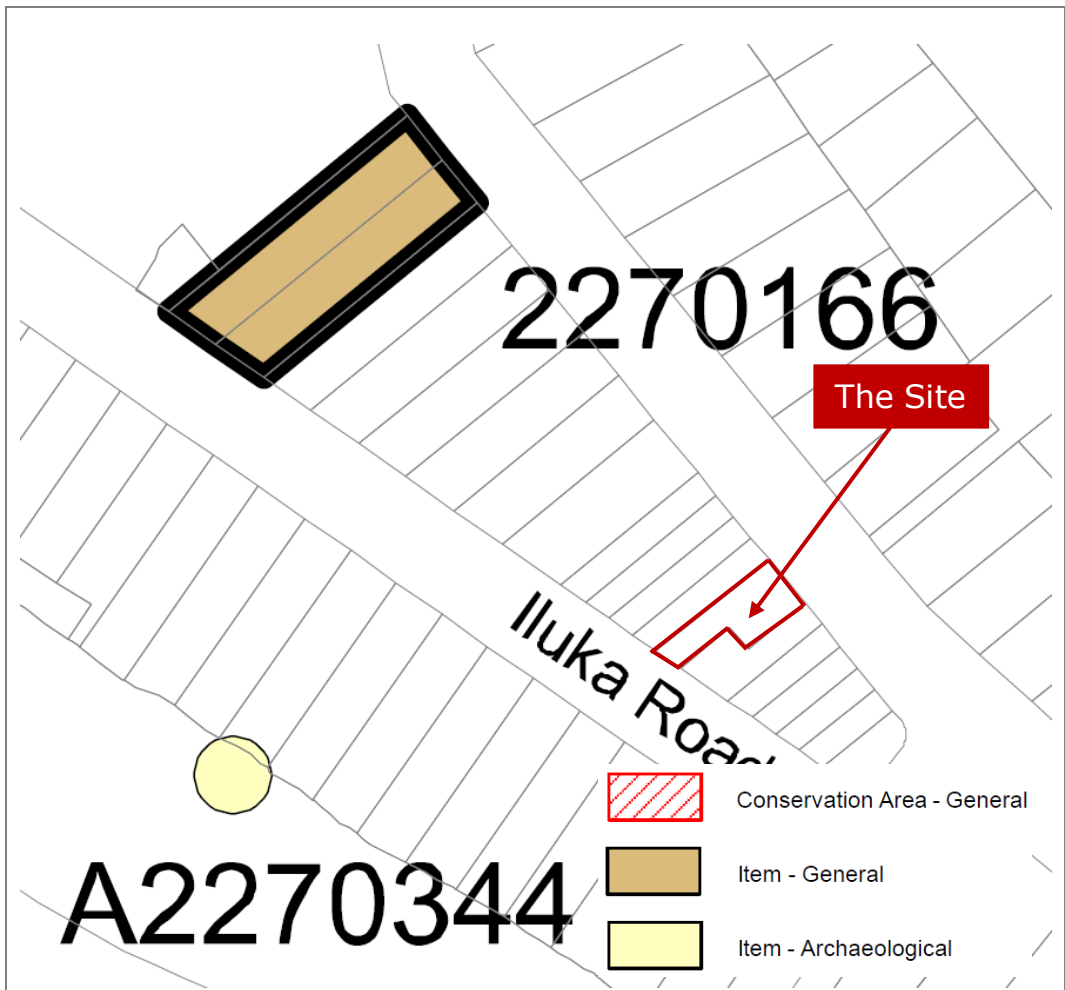 2270166
The Site
Iluka Road
Conservation Area - General
Item - General
A2270344
Item - Archaeological